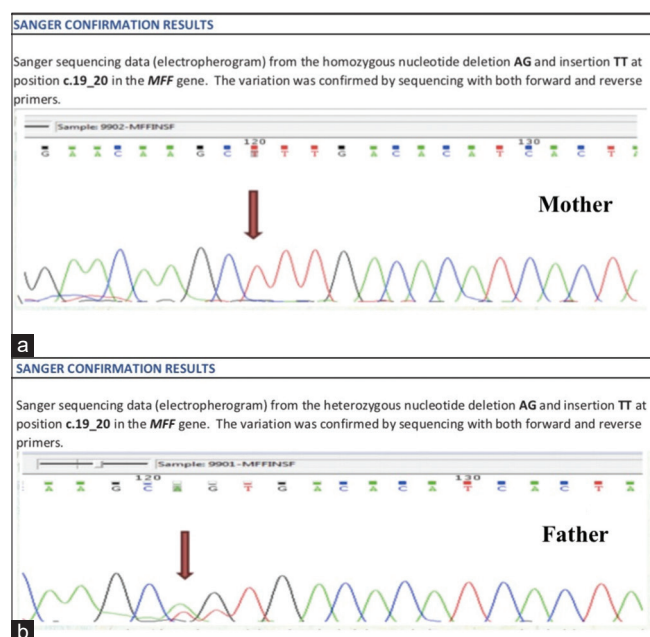 SANGER CONFIRMATION RESULTS
Sanger sequencing data (electropherogram) from the homozygous nucleotide deletion AG and insertion TT at
position c.19_20 in the MFF gene. The variation was confirmed by sequencing with both forward and reverse
primers.
Sample: 9902-MFFINSF
120 130
G A A C A A G C T T T G A C A C A T C A C T A
Mother
a
SANGER CONFIRMATION RESULTS
Sanger sequencing data (electropherogram) from the heterozygous nucleotide deletion AG and insertion TT at
position c.19_20 in the MFF gene. The variation was confirmed by sequencing with both forward and reverse
primers.
Sample: 9901-MFFINSF
120 130
A A G C A G T G A C A C A T C A C T A
Father
b